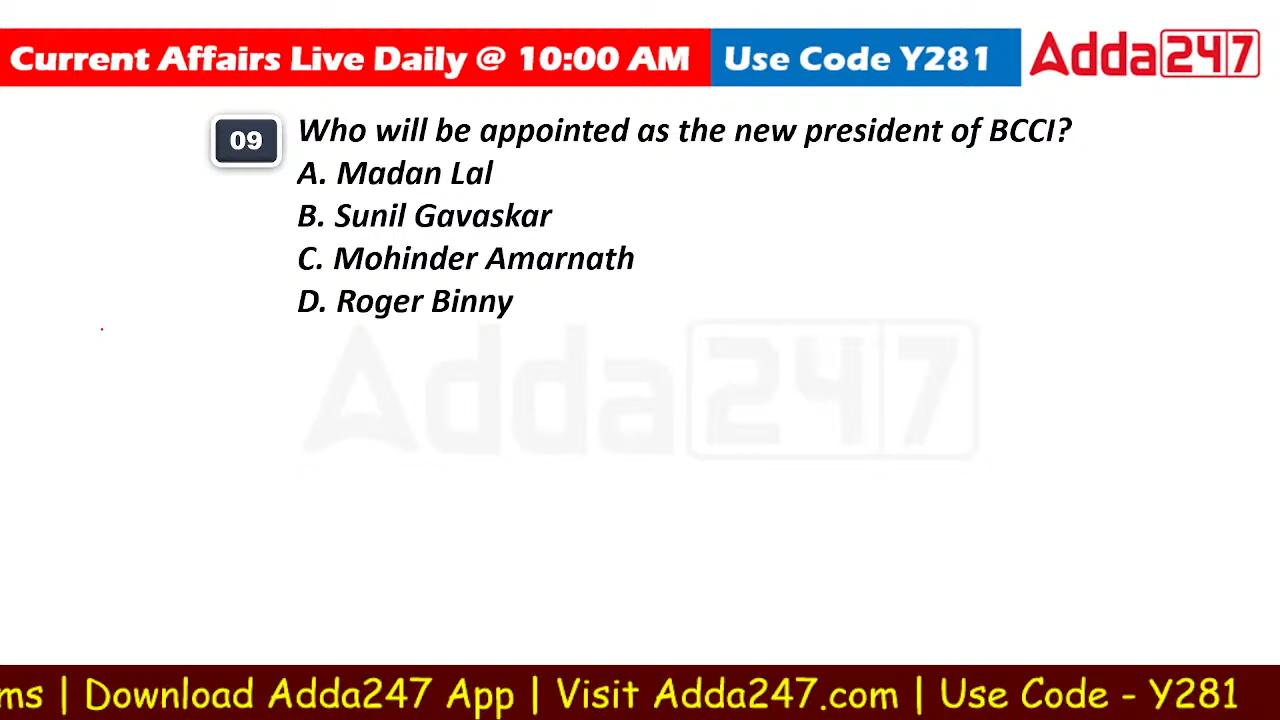 Current Affairs Live Daily @ 10:00 AM Use Code Y281 Adda247
09 Who will be appointed as the new president of BCCI?
A. Madan Lal
B. Sunil Gavaskar
C. Mohinder Amarnath
D. Roger Binny
Adda247
ms | Download Adda247 App | Visit Adda247.com | Use Code - Y281